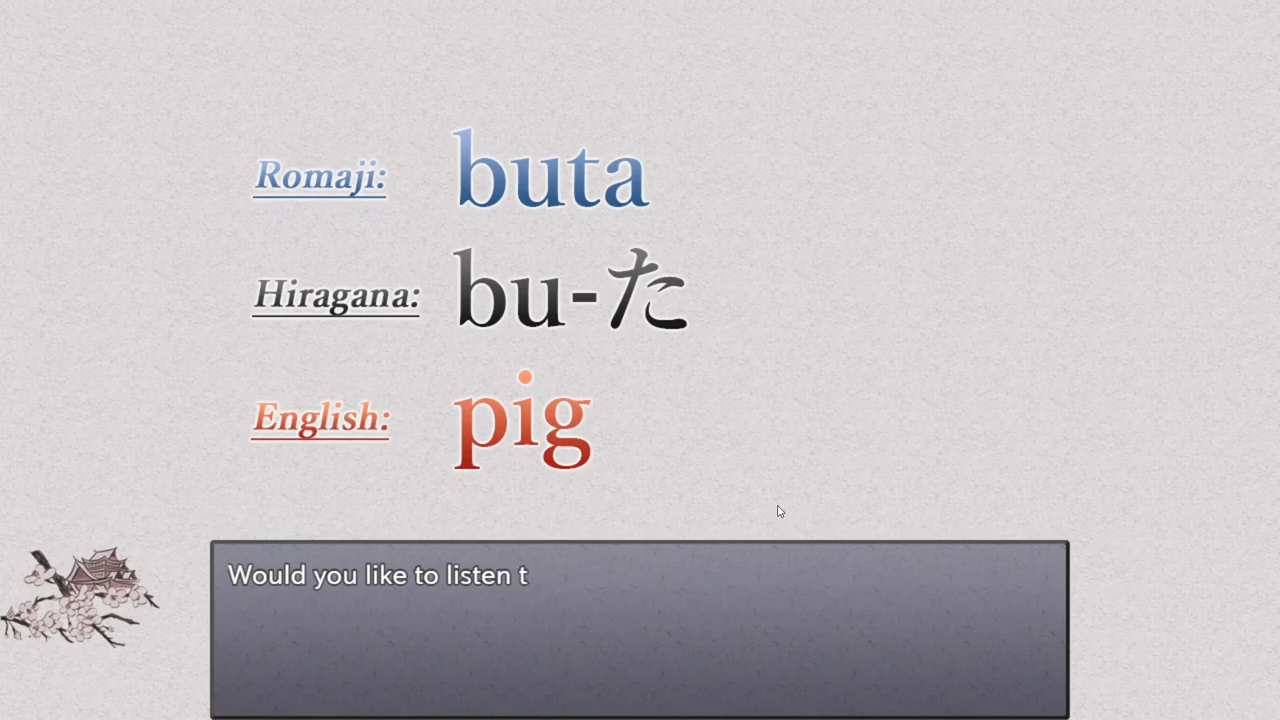 Romaji: buta
Hiragana: bu-た
English: pig
Would you like to listen t